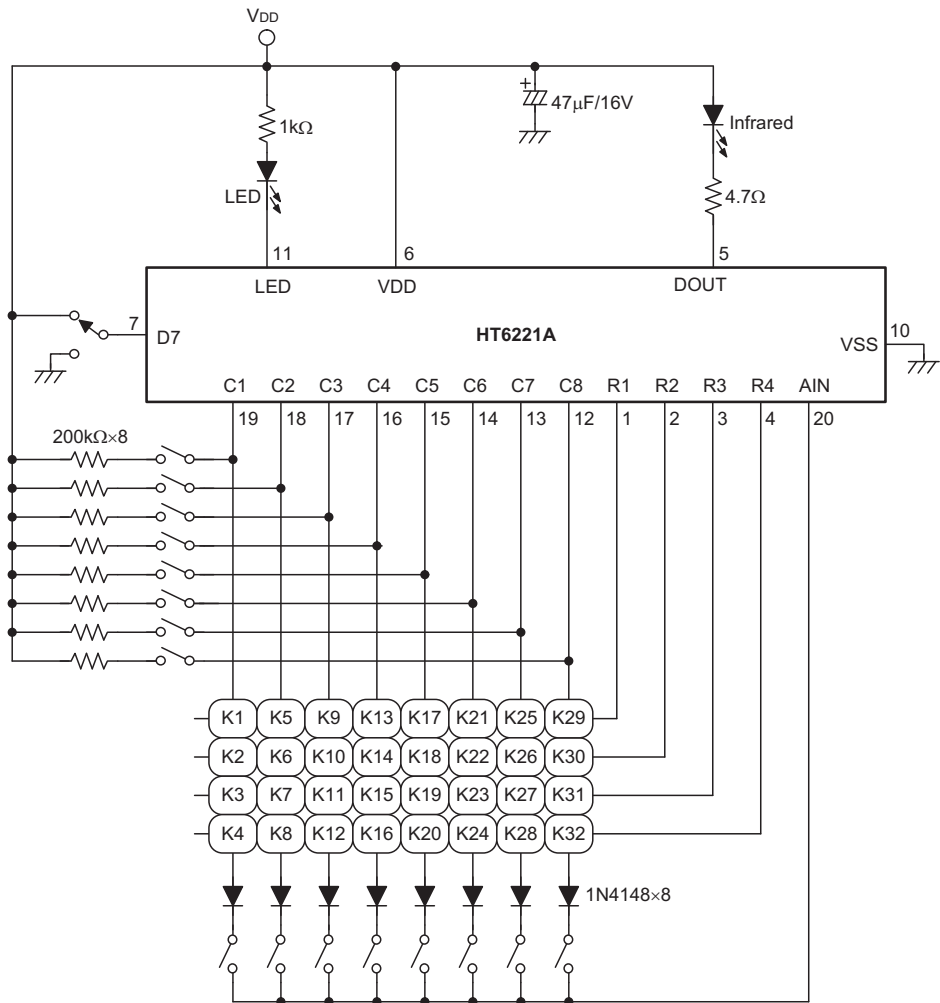 VDD
47µF/16V
1kΩ
Infrared
LED
4.7Ω
11
6
5
LED
VDD
DOUT
7
D7
HT6221A
10
VSS
C1 C2 C3 C4 C5 C6 C7 C8 R1 R2 R3 R4 AIN
19 18 17 16 15 14 13 12 1 2 3 4 20
200kΩ×8
K1 K5 K9 K13 K17 K21 K25 K29
K2 K6 K10 K14 K18 K22 K26 K30
K3 K7 K11 K15 K19 K23 K27 K31
K4 K8 K12 K16 K20 K24 K28 K32
1N4148×8